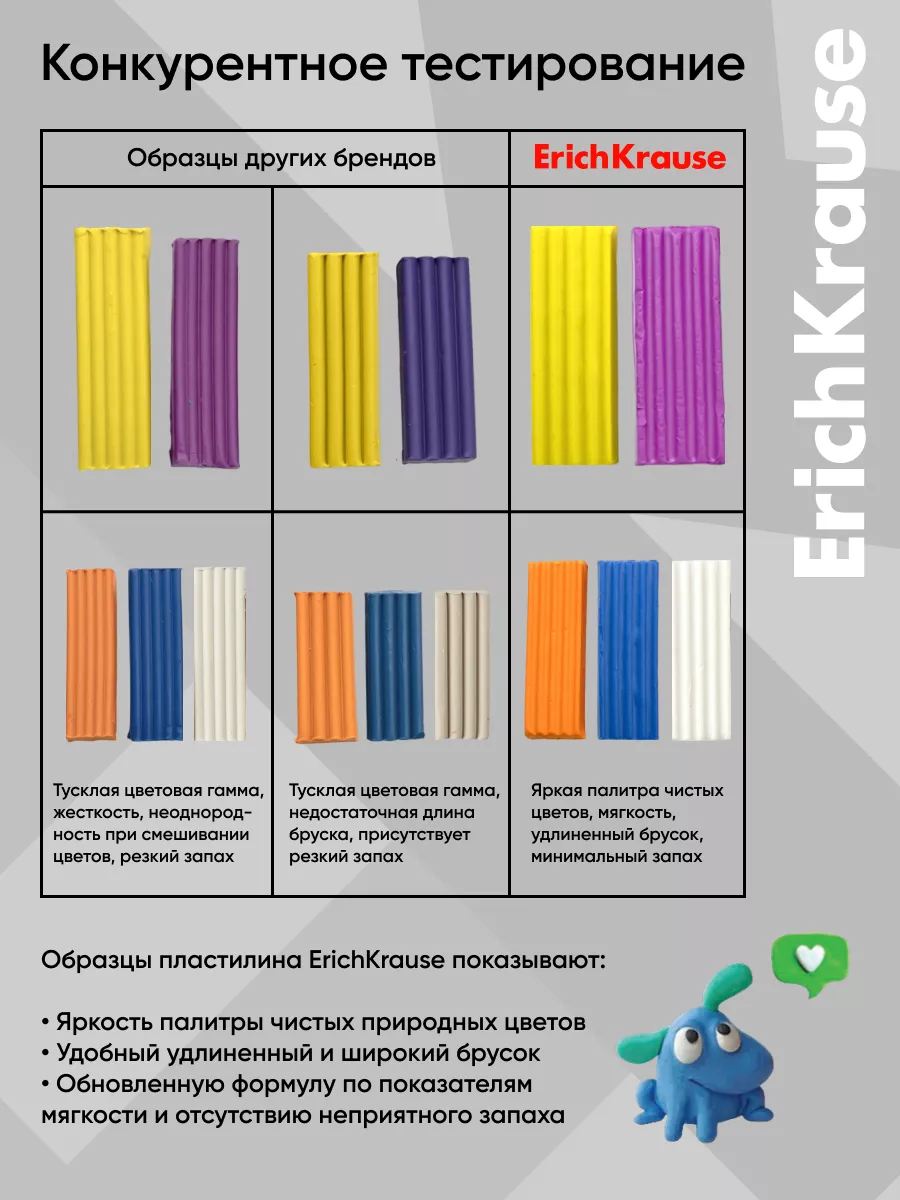 Конкурентное тестирование
Образцы других брендов
ErichKrause
ErichKrause
Тусклая цветовая гамма,
жесткость, неоднород-
ность при смешивании
цветов, резкий запах
Тусклая цветовая гамма,
недостаточная длина
бруска, присутствует
резкий запах
Яркая палитра чистых
цветов, мягкость,
удлиненный брусок,
минимальный запах
Образцы пластилина ErichKrause показывают:
• Яркость палитры чистых природных цветов
• Удобный удлиненный и широкий брусок
• Обновленную формулу по показателям
мягкости и отсутствию неприятного запаха